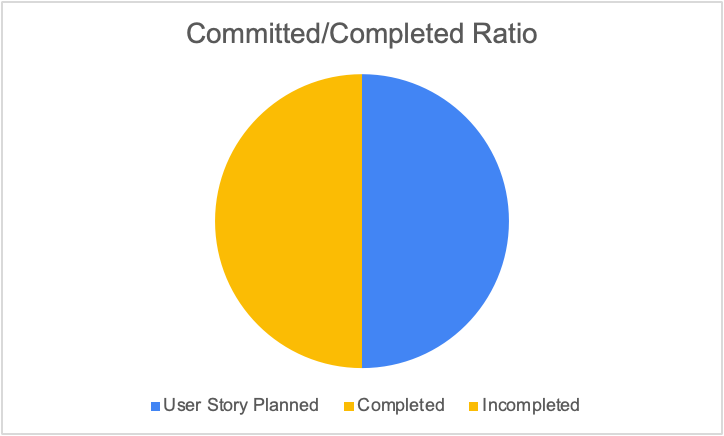 Committed/Completed Ratio
User Story Planned Completed Incompleted